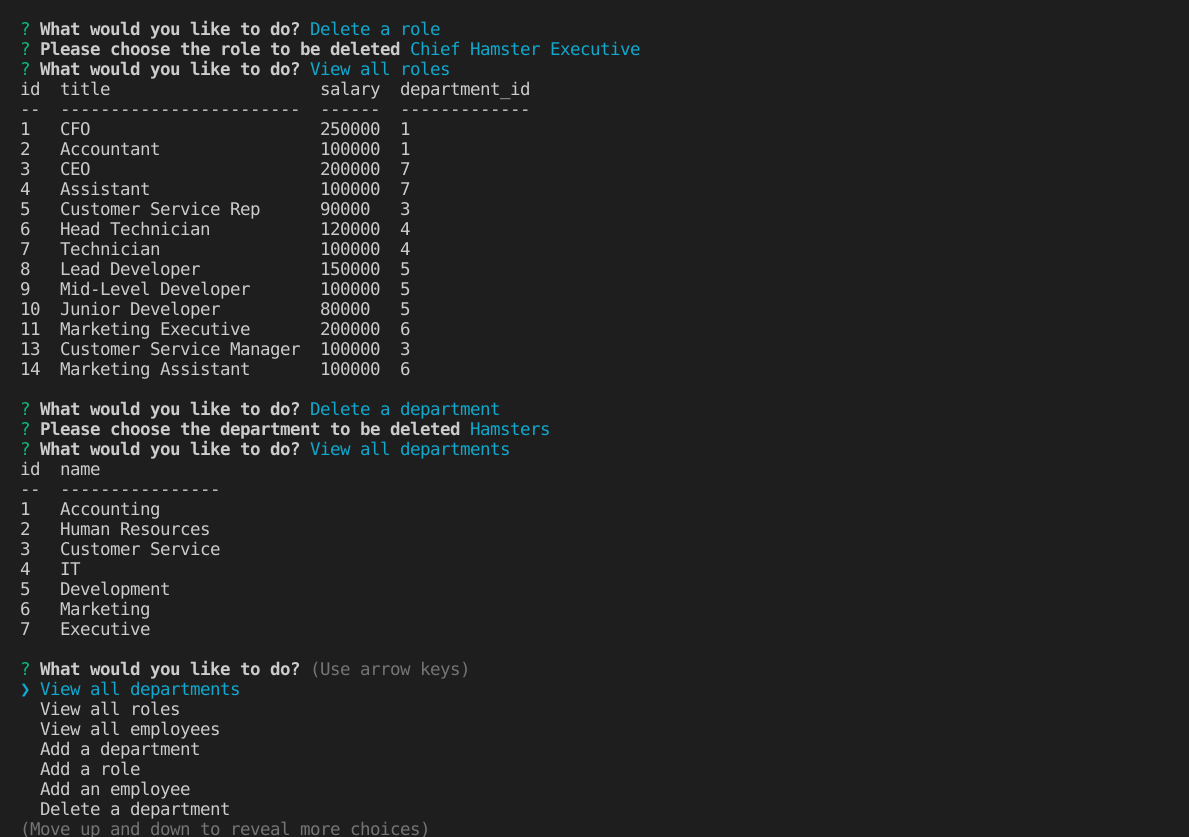 ? What would you like to do? Delete a role
? Please choose the role to be deleted Chief Hamster Executive
? What would you like to do? View all roles
id  title                     salary  department_id
--  ------------------------  ------  -------------
1   CFO                       250000  1
2   Accountant                100000  1
3   CEO                       200000  7
4   Assistant                 100000  7
5   Customer Service Rep      90000   3
6   Head Technician           120000  4
7   Technician                100000  4
8   Lead Developer            150000  5
9   Mid-Level Developer       100000  5
10  Junior Developer          80000   5
11  Marketing Executive       200000  6
13  Customer Service Manager  100000  3
14  Marketing Assistant       100000  6

? What would you like to do? Delete a department
? Please choose the department to be deleted Hamsters
? What would you like to do? View all departments
id  name
--  ----------------
1   Accounting
2   Human Resources
3   Customer Service
4   IT
5   Development
6   Marketing
7   Executive

? What would you like to do? (Use arrow keys)
❯ View all departments
  View all roles
  View all employees
  Add a department
  Add a role
  Add an employee
  Delete a department
(Move up and down to reveal more choices)